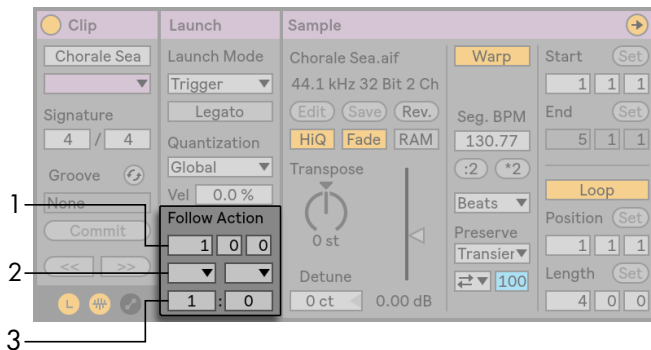 Clip
Chorale Sea
Signature
4 / 4
Groove
None
Commit
<< >>
L
Launch
Launch Mode
Trigger
Legato
Quantization
Global
Vel 0.0 %
Follow Action
1 0 0
1 : 0
1
2
3
Sample
Chorale Sea.aif
44.1 kHz 32 Bit 2 Ch
Edit Save Rev.
HiQ Fade RAM
Transpose
0 st
Detune
0 ct 0.00 dB
Warp
Seg. BPM
130.77
:2 *2
Beats
Preserve
Transier
100
Start Set
1 1 1
End Set
5 1 1
Loop
Position Set
1 1 1
Length Set
4 0 0